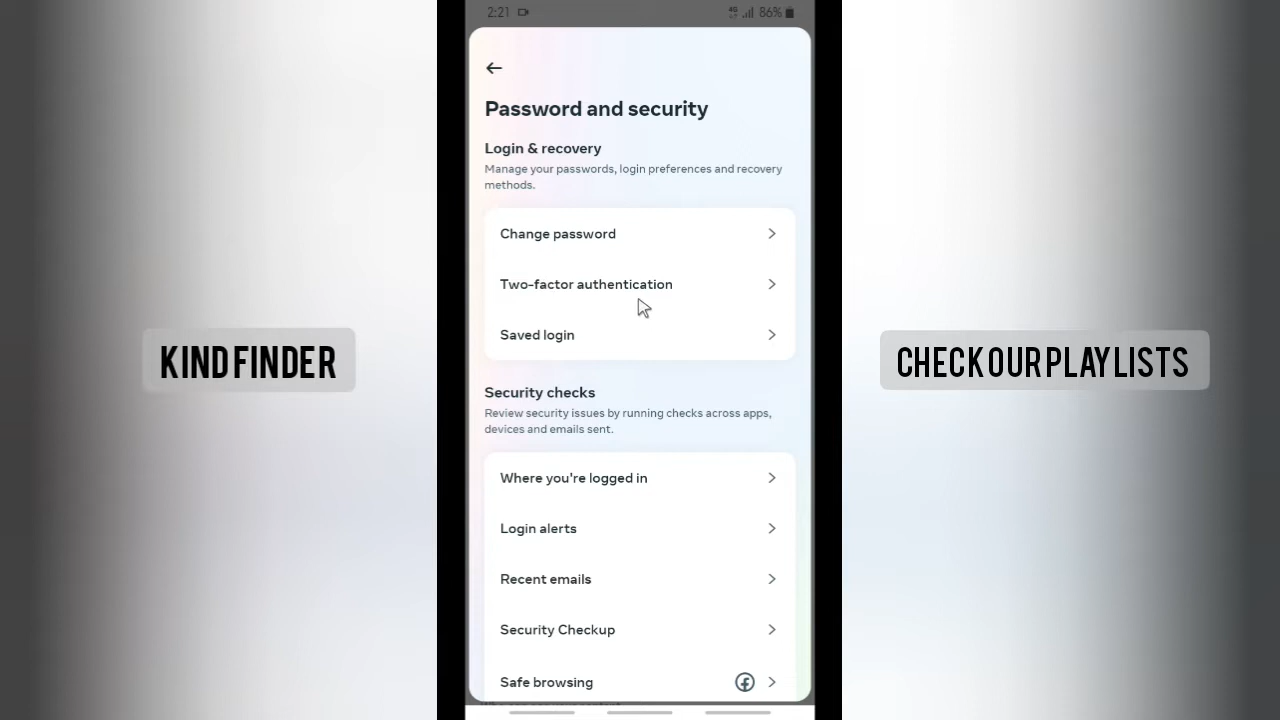 2:21
4G 86%
Password and security
Login & recovery
Manage your passwords, login preferences and recovery
methods.
Change password
Two-factor authentication
Saved login
Security checks
Review security issues by running checks across apps,
devices and emails sent.
Where you're logged in
Login alerts
Recent emails
Security Checkup
Safe browsing
KIND FINDER
CHECK OUR PLAYLISTS